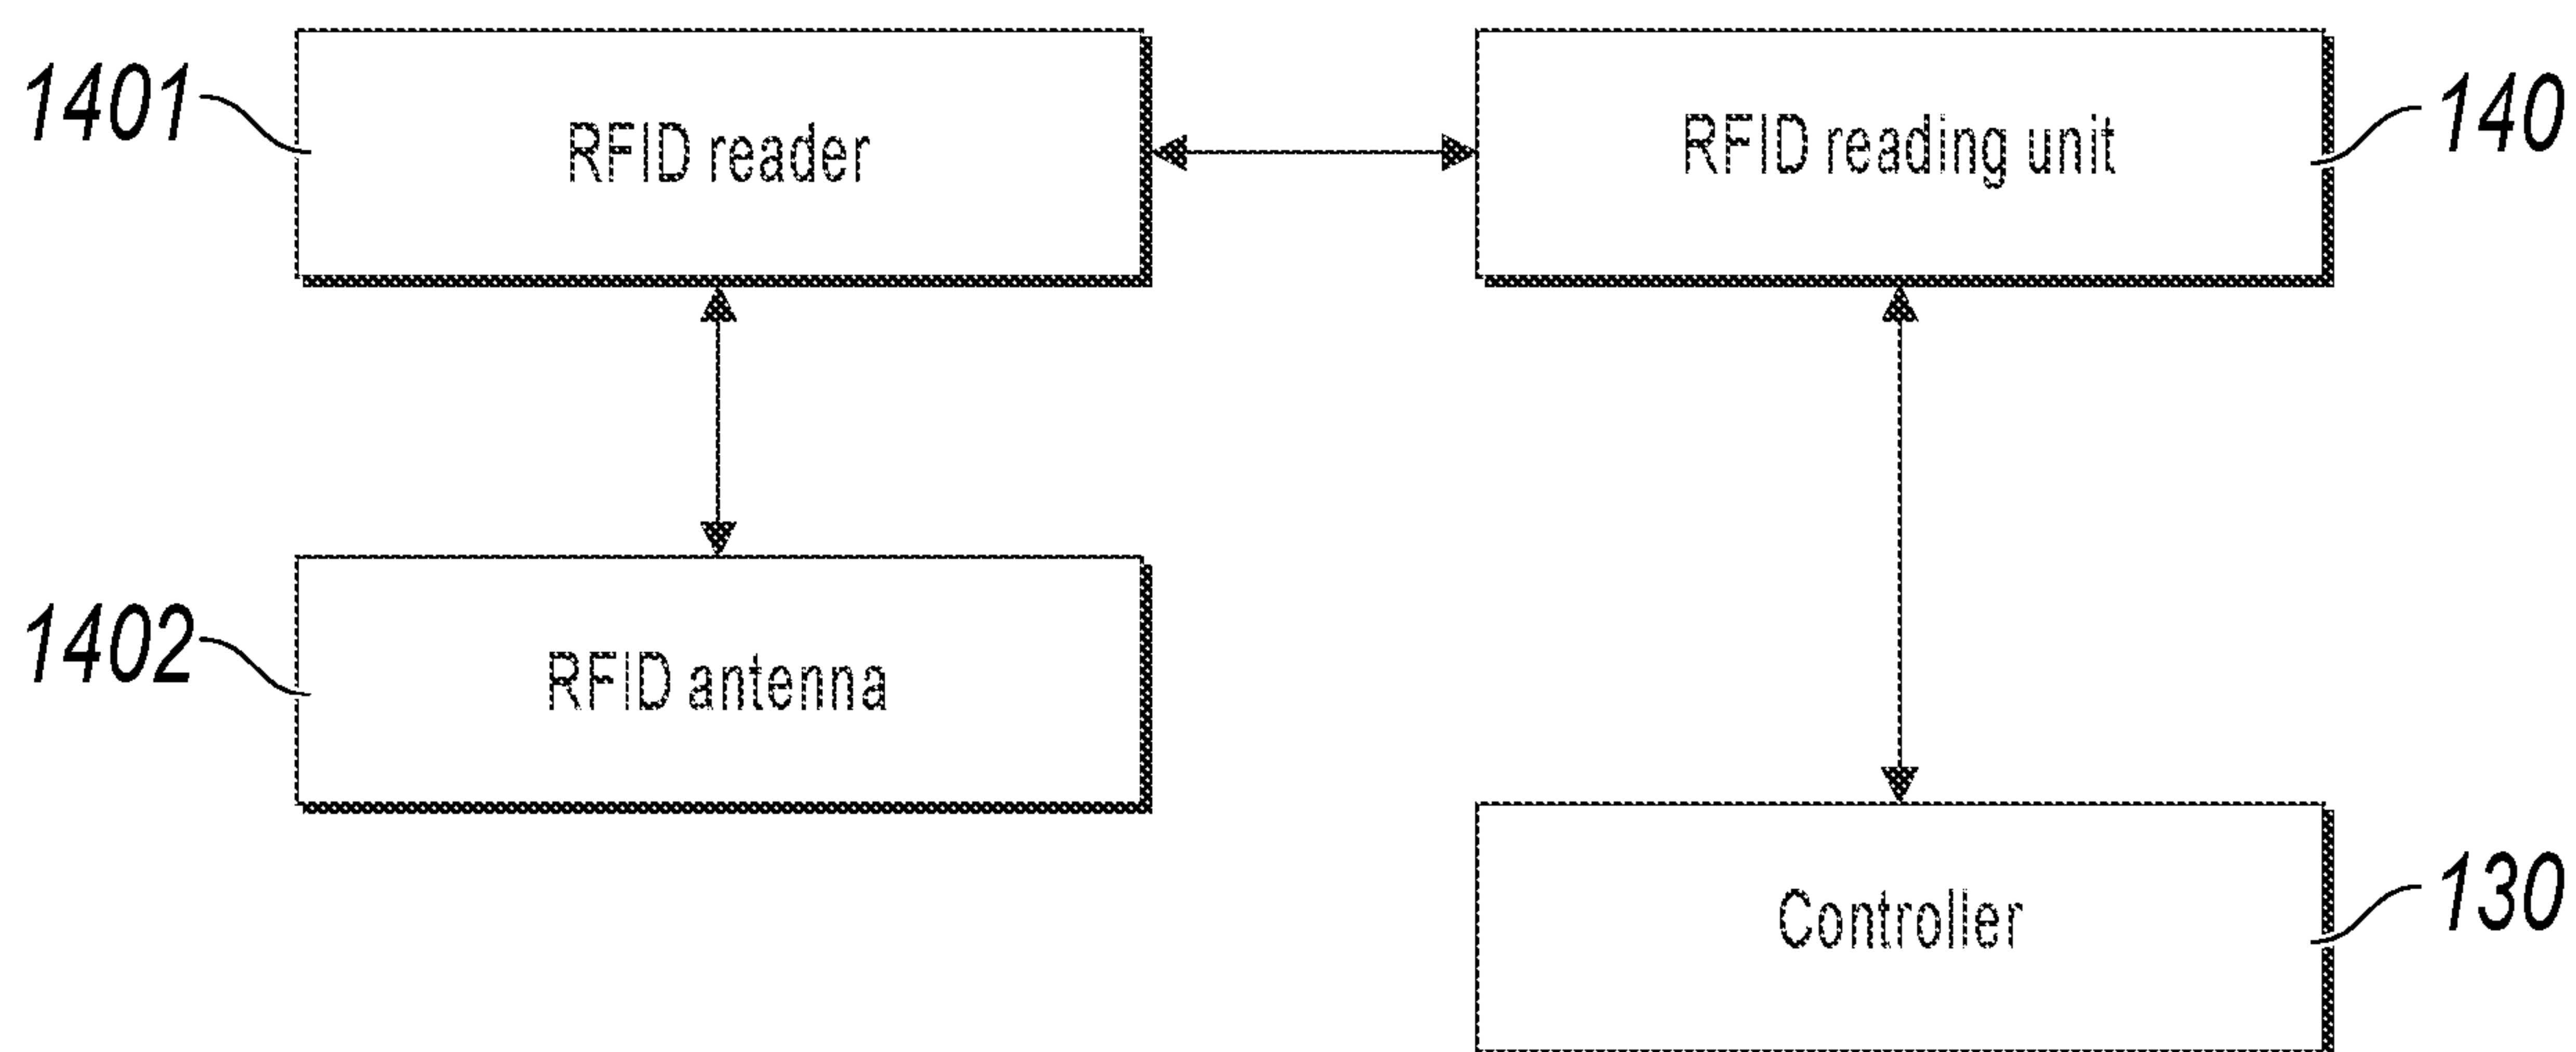 1401
RFID reader
RFID reading unit
140
1402
RFID antenna
Controller
130